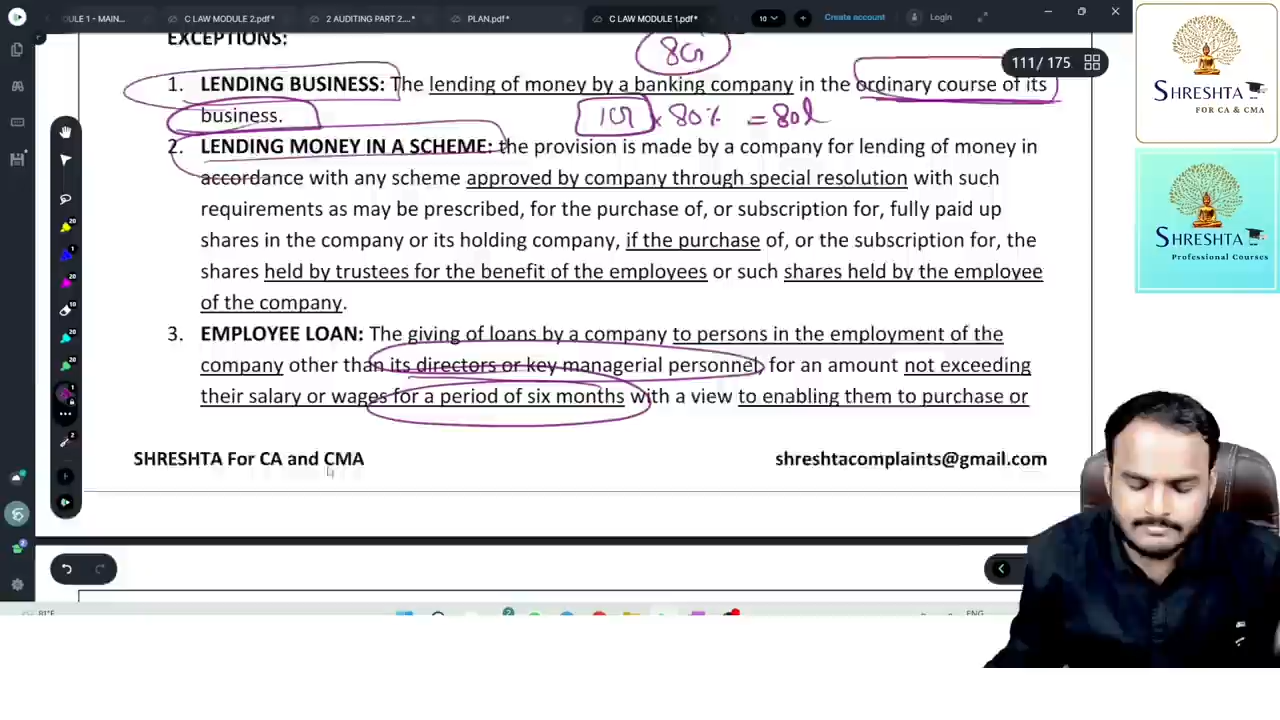 ODULE 1 - MAIN...
C LAW MODULE 2.pdf*
2 AUDITING PART 2....*
PLAN.pdf*
C LAW MODULE 1.pdf*
10
Create account
Login
111 / 175
EXCEPTIONS:
1. LENDING BUSINESS: The lending of money by a banking company in the ordinary course of its
business.
1cr × 80% = 80l
2. LENDING MONEY IN A SCHEME: the provision is made by a company for lending of money in
accordance with any scheme approved by company through special resolution with such
requirements as may be prescribed, for the purchase of, or subscription for, fully paid up
shares in the company or its holding company, if the purchase of, or the subscription for, the
shares held by trustees for the benefit of the employees or such shares held by the employee
of the company.
3. EMPLOYEE LOAN: The giving of loans by a company to persons in the employment of the
company other than its directors or key managerial personnel, for an amount not exceeding
their salary or wages for a period of six months with a view to enabling them to purchase or
SHRESHTA For CA and CMA
shreshtacomplaints@gmail.com
SHRESHTA
FOR CA & CMA
SHRESHTA
Professional Courses
ENG